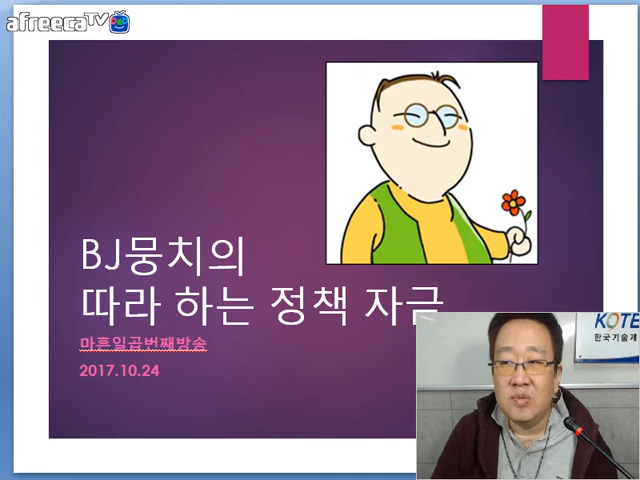 afreecaTV
BJ뭉치의
따라 하는 정책 자금
마흔일곱번째방송
2017.10.24
KOTE
한국기술개